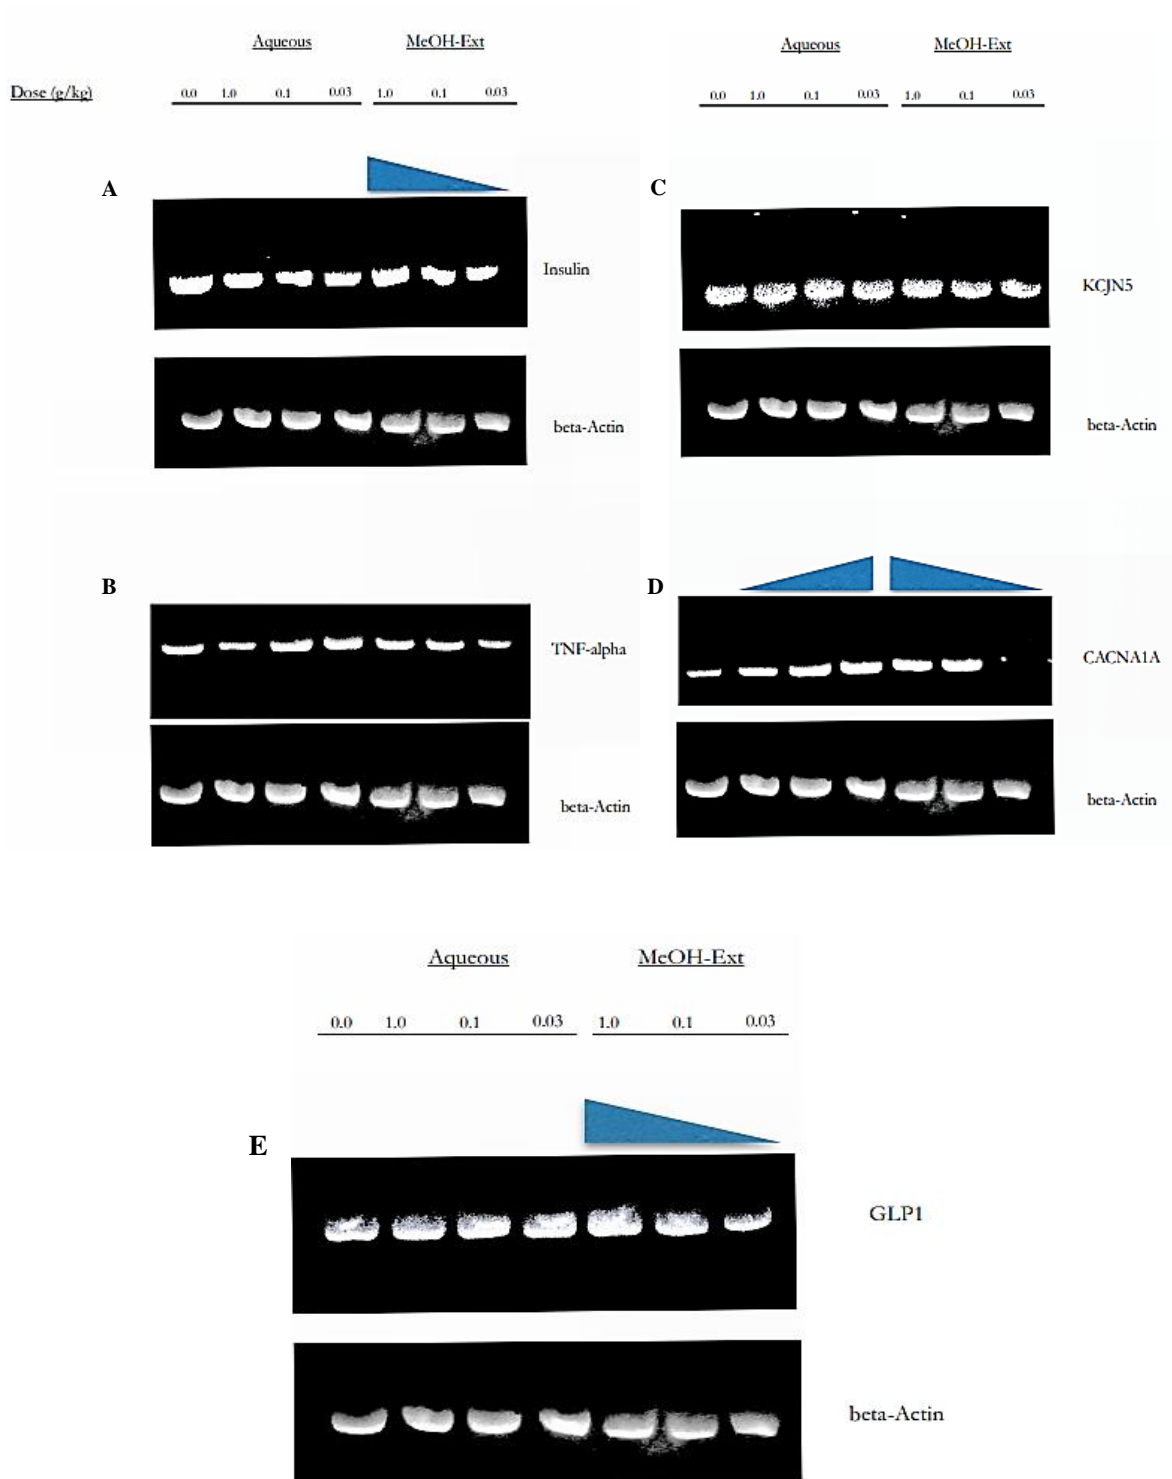 Aqueous MeOH-Ext
Dose (g/kg) 0.0 1.0 0.1 0.03 1.0 0.1 0.03
A
Insulin
beta-Actin
B
TNF-alpha
beta-Actin
Aqueous MeOH-Ext
0.0 1.0 0.1 0.03 1.0 0.1 0.03
C
KCJN5
beta-Actin
D
CACNA1A
beta-Actin
Aqueous MeOH-Ext
0.0 1.0 0.1 0.03 1.0 0.1 0.03
E
GLP1
beta-Actin